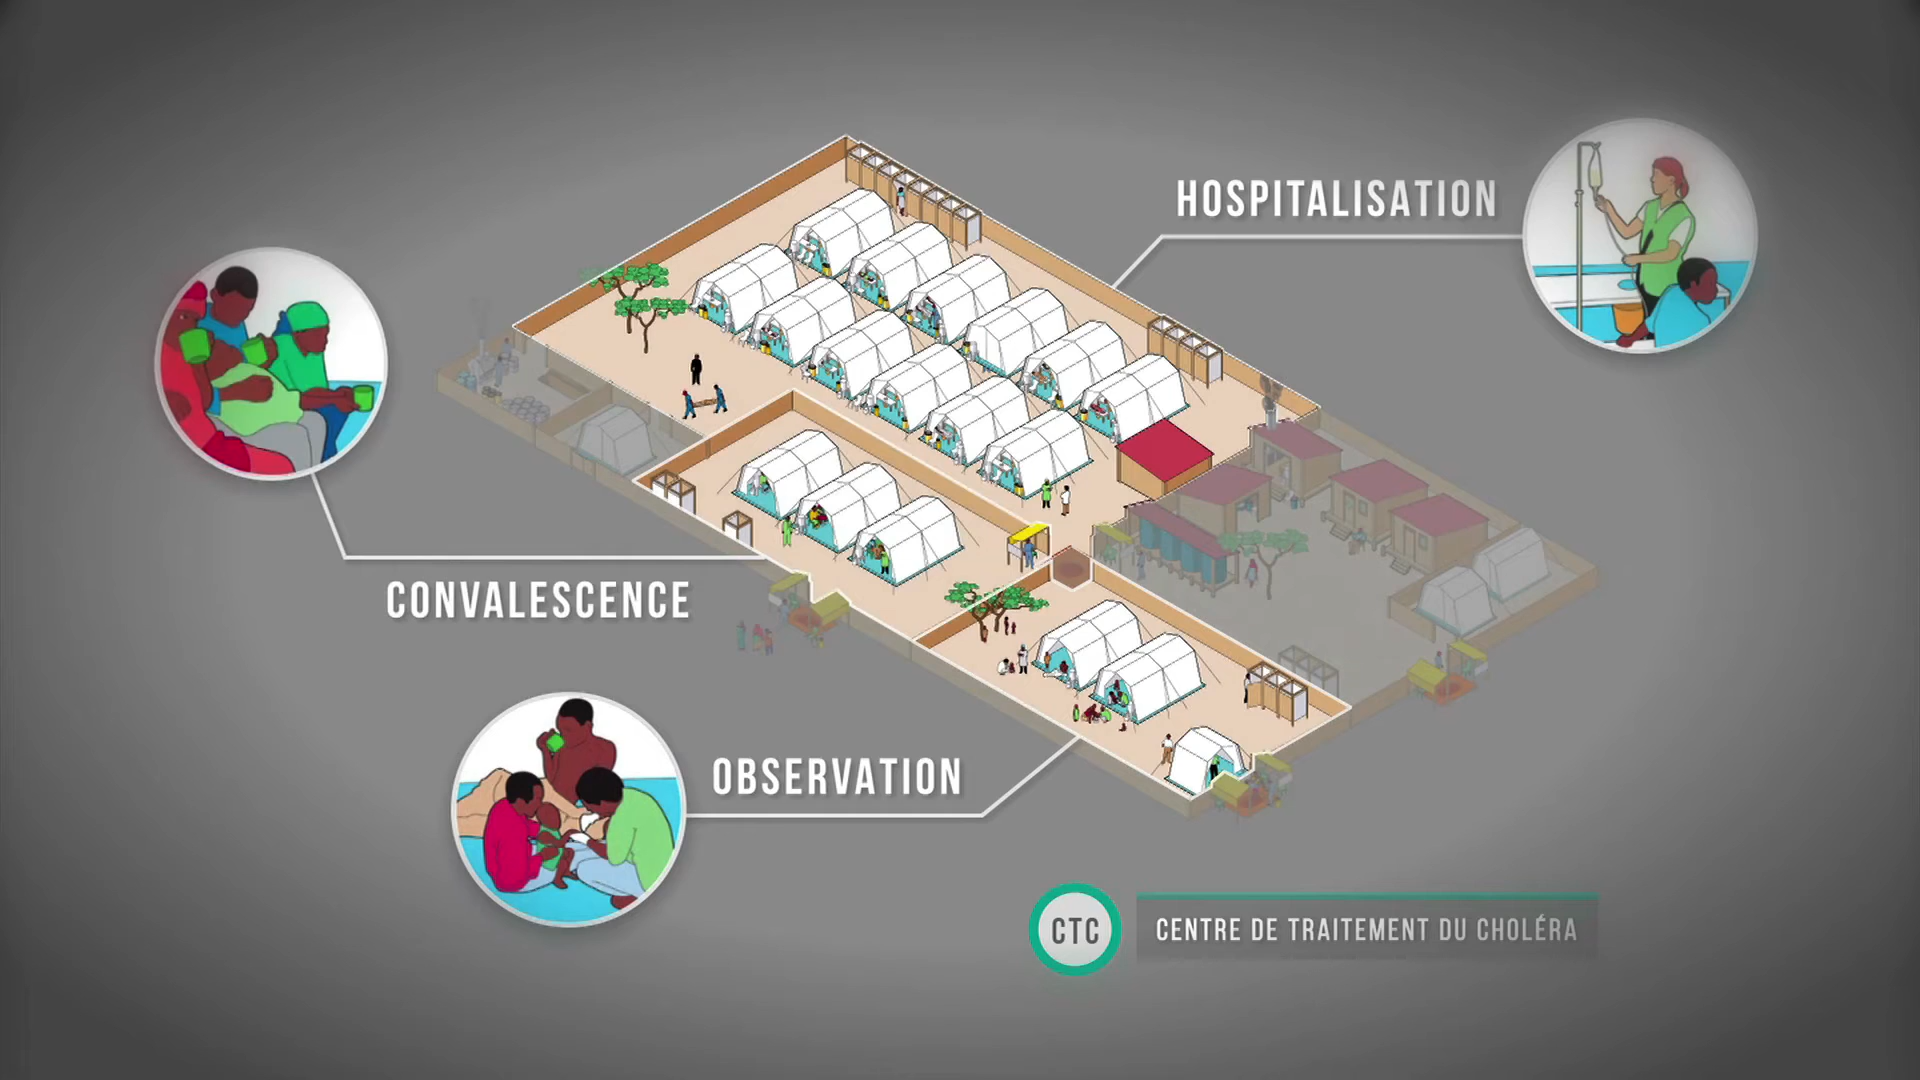 HOSPITALISATION
CONVALESCENCE
OBSERVATION
CTC
CENTRE DE TRAITEMENT DU CHOLÉRA